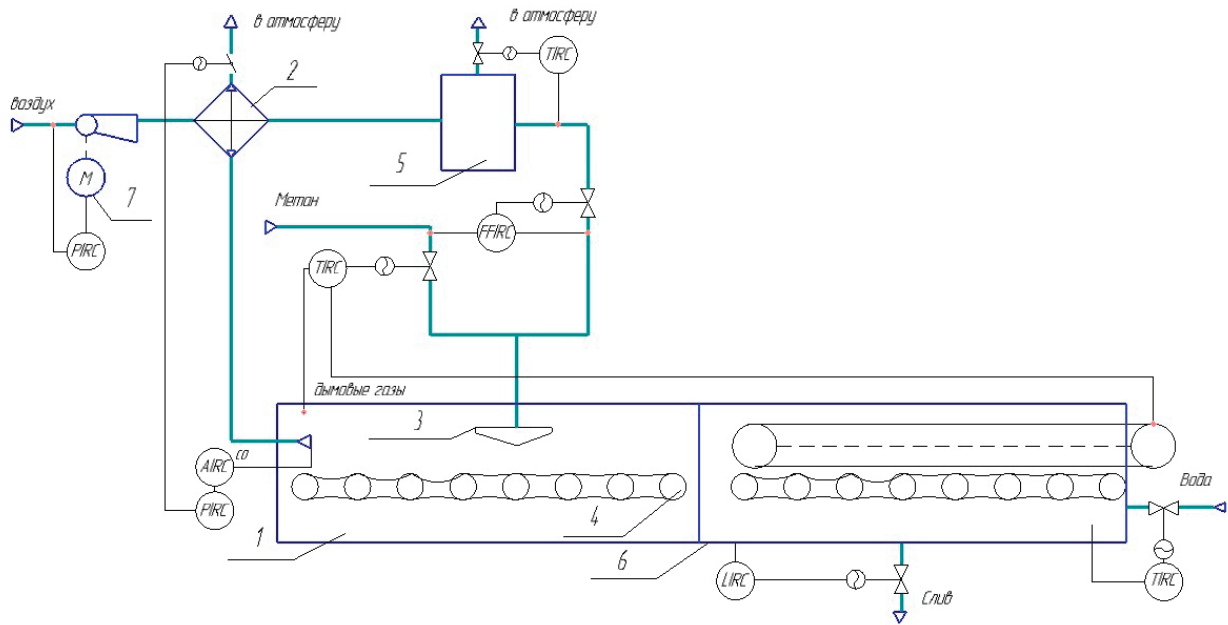 в атмосферу
в атмосферу
2
TIRC
воздух
5
M
7
Метан
PIRC
FFIRC
TIRC
дымовые газы
3
AIRC
со
PIRC
4
Вода
1
6
LIRC
TIRC
Слив